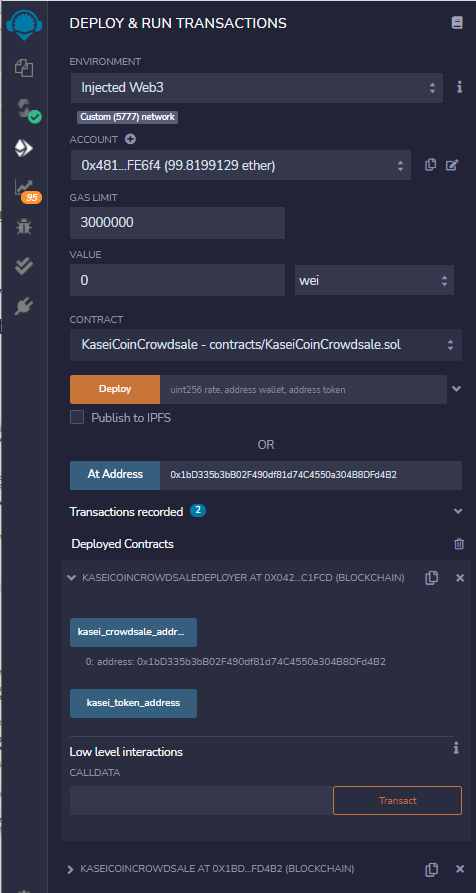 DEPLOY & RUN TRANSACTIONS
ENVIRONMENT
Injected Web3
Custom (5777) network
ACCOUNT
0x481...FE6f4 (99.8199129 ether)
GAS LIMIT
3000000
VALUE
0 wei
CONTRACT
KaseiCoinCrowdsale - contracts/KaseiCoinCrowdsale.sol
Deploy uint256 rate, address wallet, address token
Publish to IPFS
OR
At Address 0x1bD335b3bB02F490df81d74C4550a304B8DFd4B2
Transactions recorded 2
Deployed Contracts
KASEICOINCROWDSALEDEPLOYER AT 0X042...C1FCD (BLOCKCHAIN)
kasei_crowdsale_addr...
0: address: 0x1bD335b3bB02F490df81d74C4550a304B8DFd4B2
kasei_token_address
Low level interactions
CALLDATA
Transact
KASEICOINCROWDSALE AT 0X1BD...FD4B2 (BLOCKCHAIN)
95